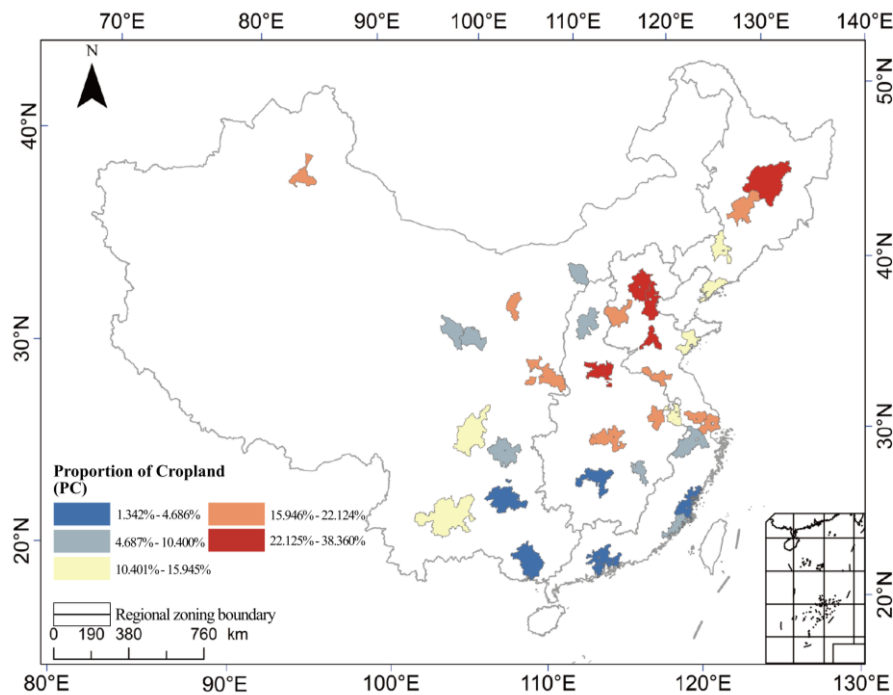 70°E 80°E 90°E 100°E 110°E 120°E 130°E 140°E
N
50°N
40°N
40°N
30°N
30°N
20°N
20°N
Proportion of Cropland
(PC)
1.342% - 4.686% 15.946% - 22.124%
4.687% - 10.400% 22.125% - 38.360%
10.401% - 15.945%
Regional zoning boundary
0 190 380 760 km
80°E 90°E 100°E 110°E 120°E 130°E